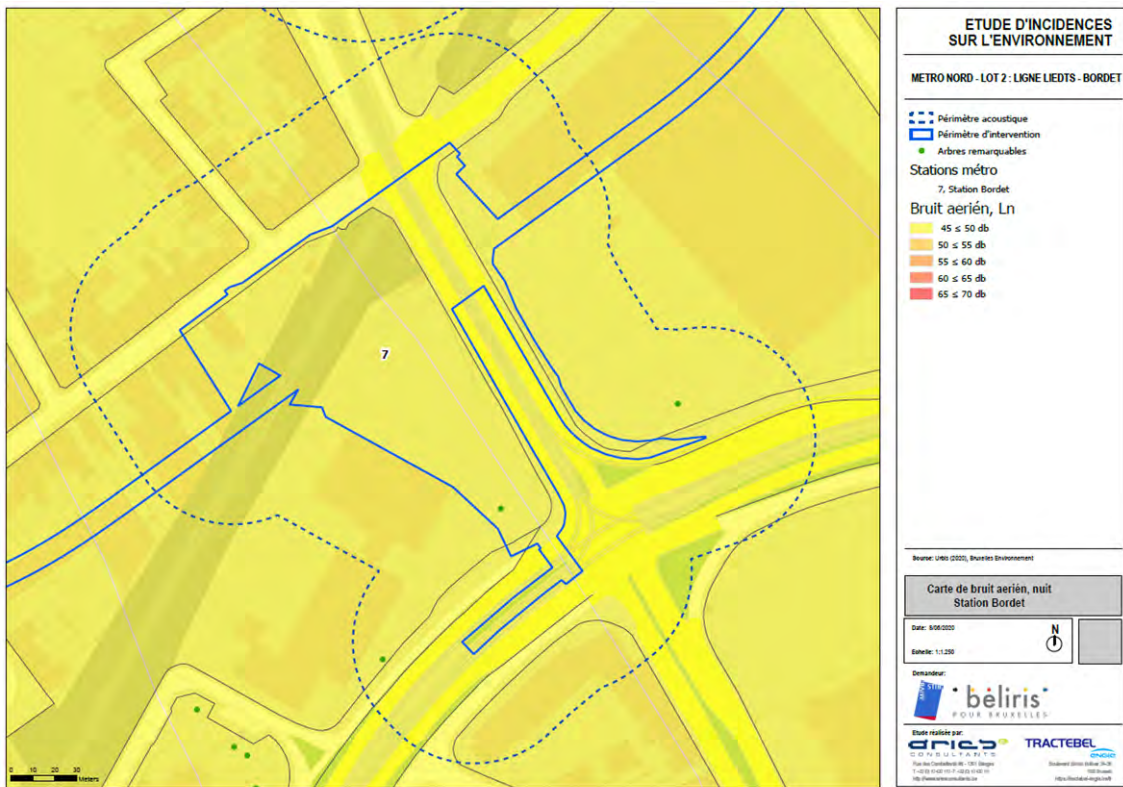 7
0 10 20 30
Meters
ETUDE D'INCIDENCES
SUR L'ENVIRONNEMENT
METRO NORD - LOT 2 : LIGNE LIEDTS - BORDET
Périmètre acoustique
Périmètre d'intervention
Arbres remarquables
Stations métro
7, Station Bordet
Bruit aerién, Ln
45 ≤ 50 db
50 ≤ 55 db
55 ≤ 60 db
60 ≤ 65 db
65 ≤ 70 db
Source: Urbis (2020), Bruxelles Environnement
Carte de bruit aerién, nuit
Station Bordet
Date:
Echelle: 1:1.250
N
Demandeur:
beliris
POUR BRUXELLES
Etude réalisée par:
aries
CONSULTANTS
TRACTEBEL
ENGIE